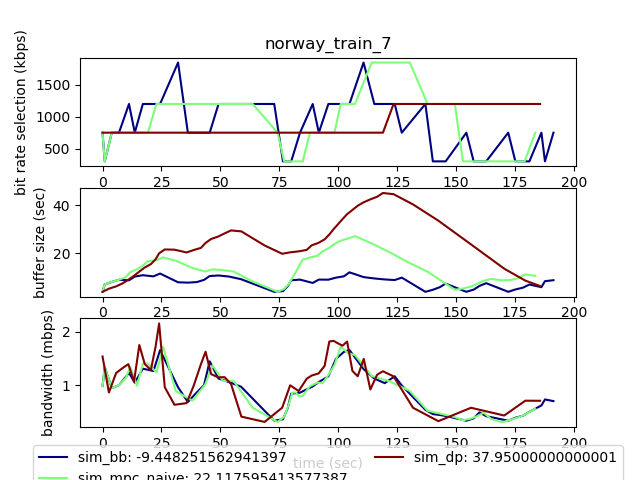 norway_train_7
bit rate selection (kbps)
1500
1000
500
0 25 50 75 100 125 150 175 200
buffer size (sec)
40
20
0 25 50 75 100 125 150 175 200
bandwidth (mbps)
2
1
0 25 50 75 100 125 150 175 200
time (sec)
sim_bb: -9.448251562941397
sim_dp: 37.95000000000001
sim_mpc_naive: 22.117595413577387